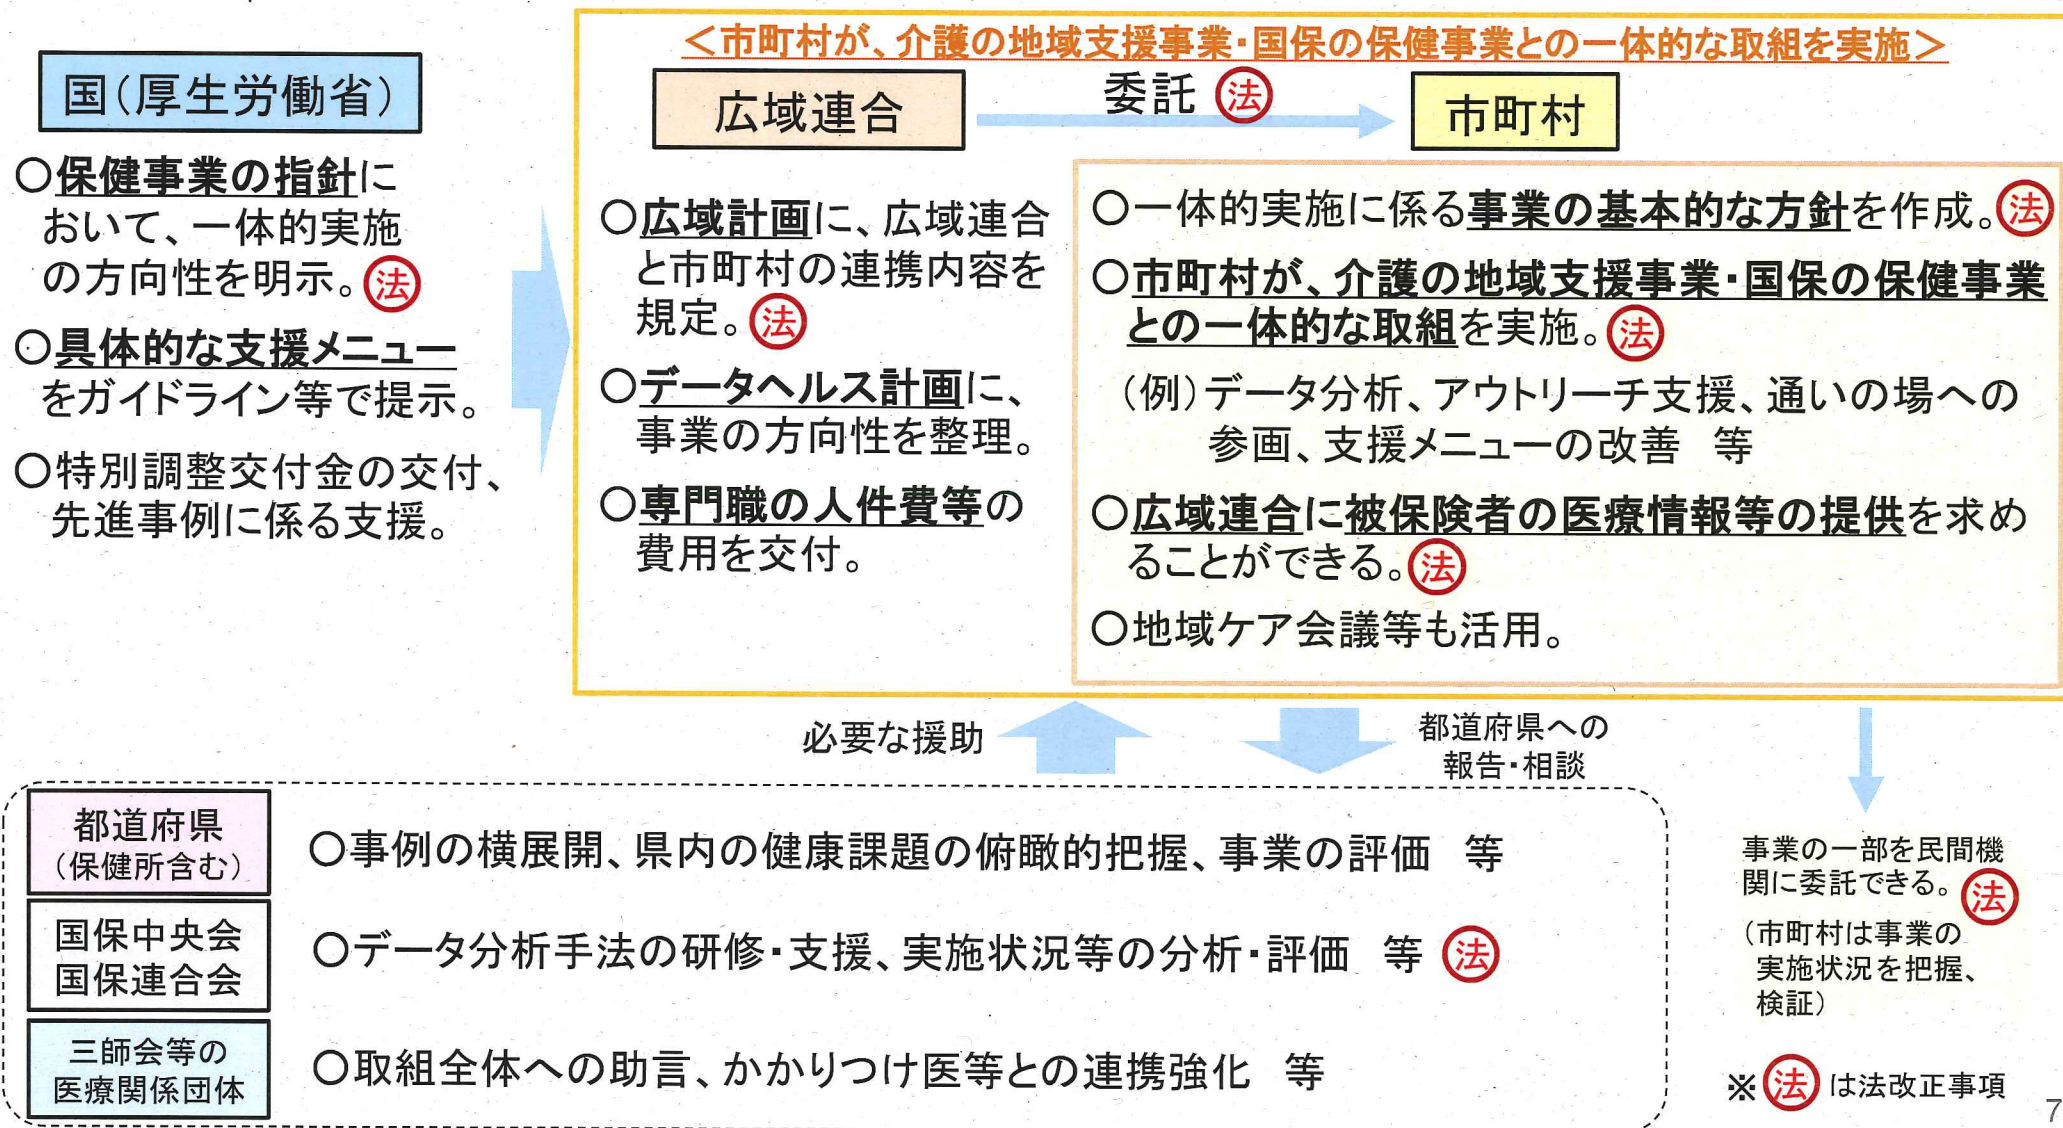 ＜市町村が、介護の地域支援事業・国保の保健事業との一体的な取組を実施＞
国(厚生労働省)
○保健事業の指針に
おいて、一体的実施
の方向性を明示。法
○具体的な支援メニュー
をガイドライン等で提示。
○特別調整交付金の交付、
先進事例に係る支援。
広域連合
委託 法
市町村
○広域計画に、広域連合
と市町村の連携内容を
規定。法
○データヘルス計画に、
事業の方向性を整理。
○専門職の人件費等の
費用を交付。
○一体的実施に係る事業の基本的な方針を作成。法
○市町村が、介護の地域支援事業・国保の保健事業
との一体的な取組を実施。法
(例)データ分析、アウトリーチ支援、通いの場への
参画、支援メニューの改善 等
○広域連合に被保険者の医療情報等の提供を求め
ることができる。法
○地域ケア会議等も活用。
必要な援助
都道府県への
報告・相談
都道府県
(保健所含む)
○事例の横展開、県内の健康課題の俯瞰的把握、事業の評価 等
国保中央会
国保連合会
○データ分析手法の研修・支援、実施状況等の分析・評価 等 法
三師会等の
医療関係団体
○取組全体への助言、かかりつけ医等との連携強化 等
事業の一部を民間機
関に委託できる。法
(市町村は事業の
実施状況を把握、
検証)
※法は法改正事項
7